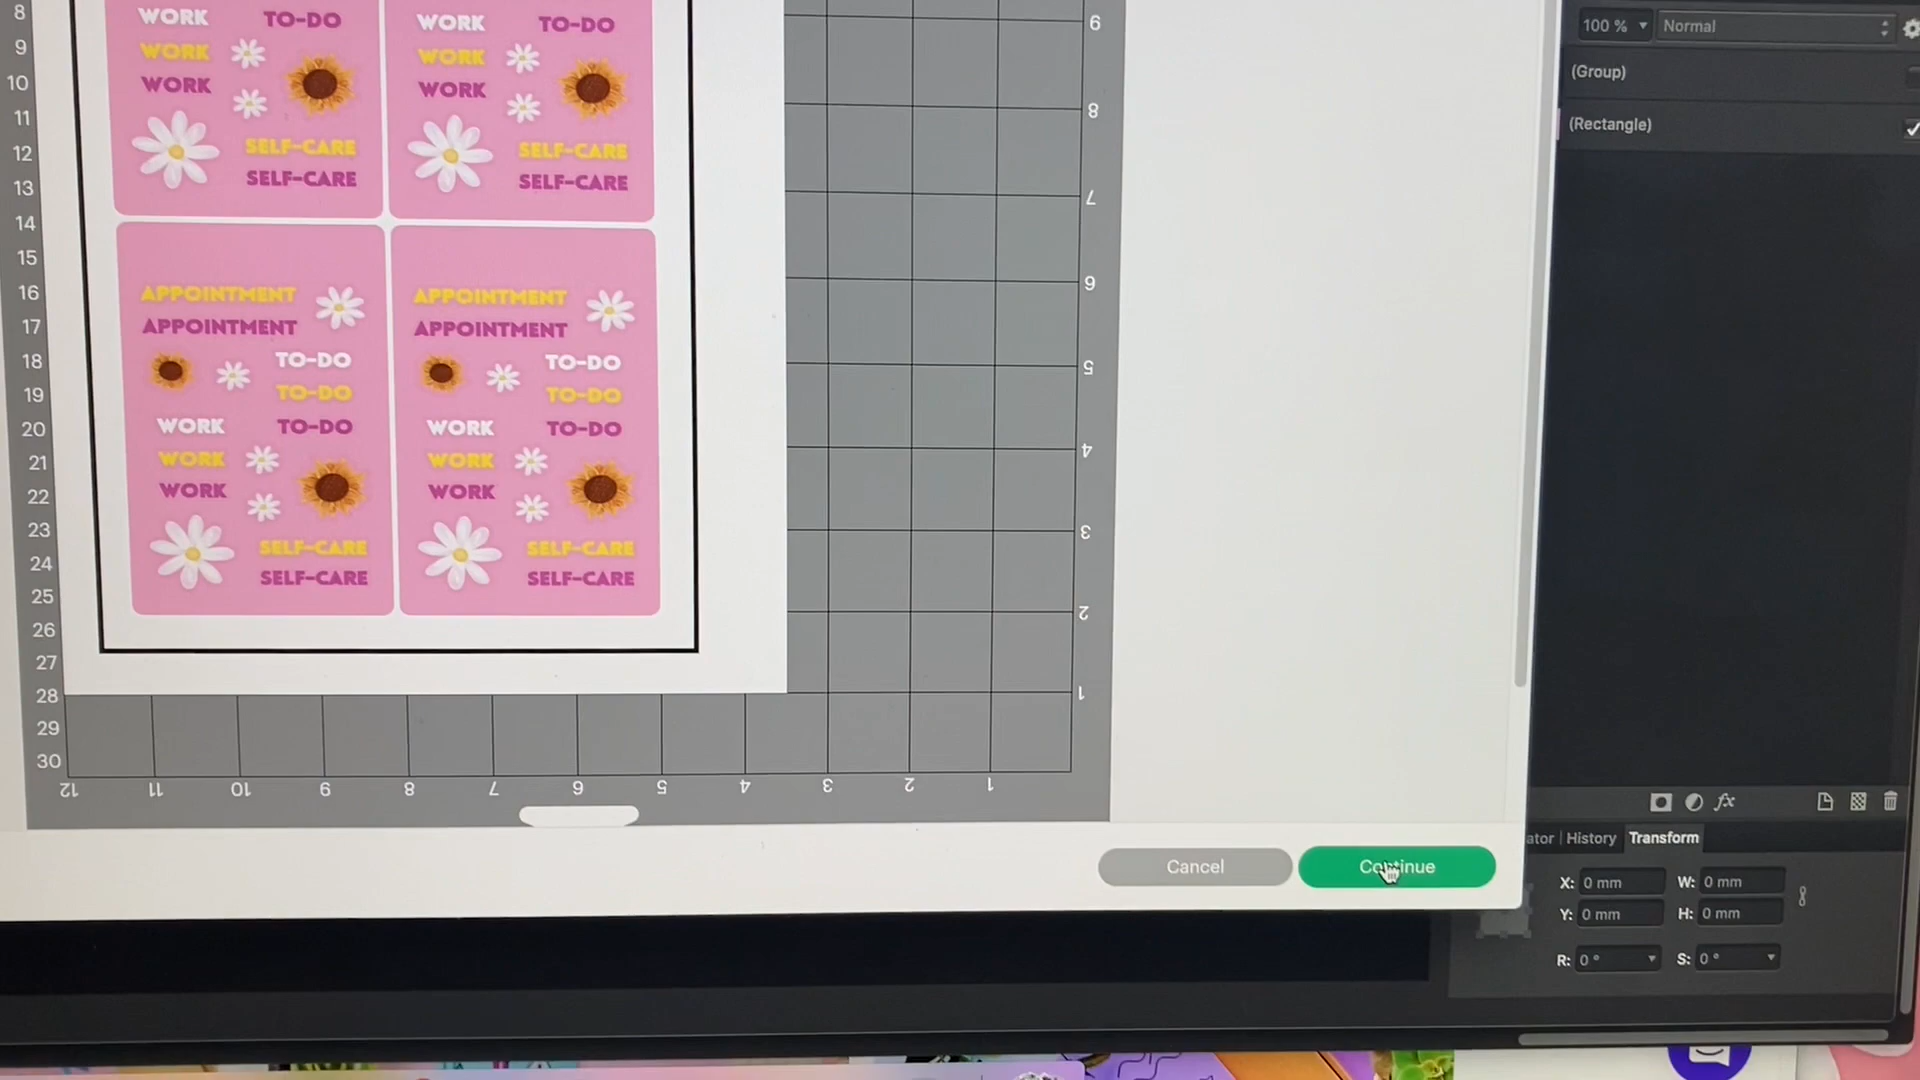 8
9
10
11
12
13
14
15
16
17
18
19
20
21
22
23
24
25
26
27
28
29
30
WORK
TO-DO
WORK
WORK
SELF-CARE
SELF-CARE
WORK
TO-DO
WORK
WORK
SELF-CARE
SELF-CARE
APPOINTMENT
APPOINTMENT
TO-DO
TO-DO
WORK
TO-DO
WORK
WORK
SELF-CARE
SELF-CARE
APPOINTMENT
APPOINTMENT
TO-DO
TO-DO
WORK
TO-DO
WORK
WORK
SELF-CARE
SELF-CARE
9
8
7
6
5
4
3
2
1
12
11
10
9
8
7
6
5
4
3
2
1
Cancel
Continue
100 %
Normal
(Group)
(Rectangle)
fx
ator | History
Transform
X: 0 mm
W: 0 mm
Y: 0 mm
H: 0 mm
R: 0 °
S: 0 °